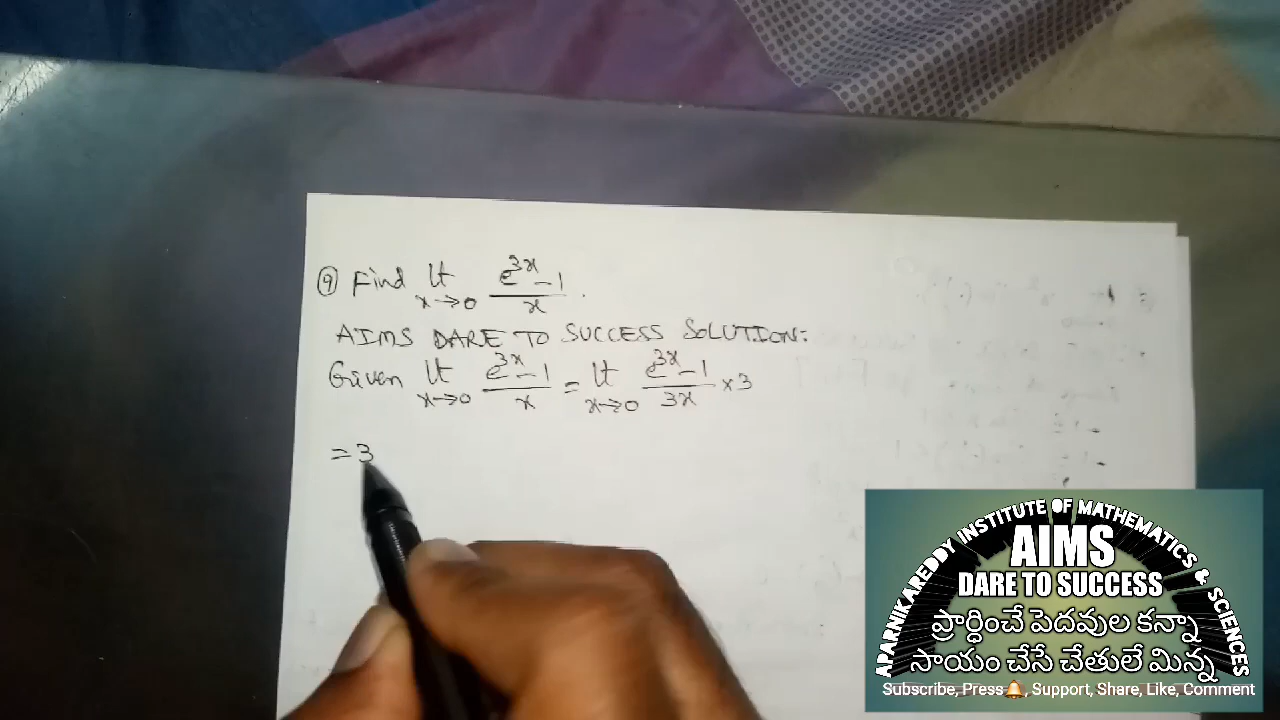 ⑨ Find lt x→0 e^3x-1/x.
AIMS DARE TO SUCCESS SOLUTION:
Given lt x→0 e^3x-1/x = lt x→0 e^3x-1/3x ×3
=3
APARNIKAREDDY INSTITUTE OF MATHEMATICS & SCIENCES
AIMS
DARE TO SUCCESS
ప్రార్థించే పెదవుల కన్నా
సాయం చేసే చేతులే మిన్న
Subscribe, Press🔔, Support, Share, Like, Comment